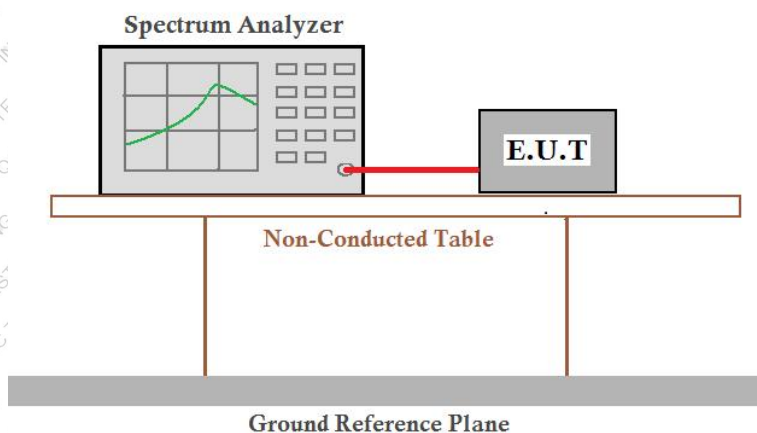 Spectrum Analyzer
E.U.T
Non-Conducted Table
Ground Reference Plane